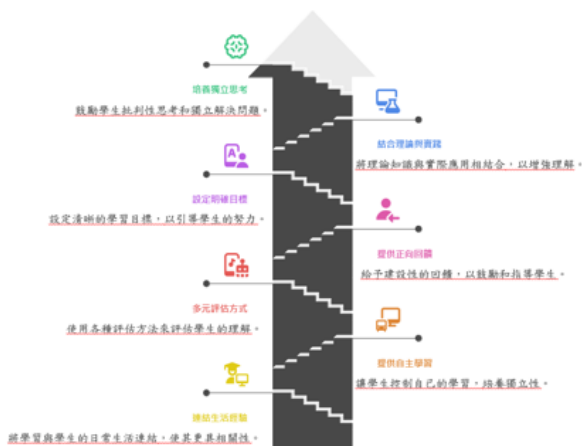 培養獨立思考
鼓勵學生批判性思考和獨立解決問題。
結合理論與實踐
將理論知識與實際應用相結合，以增強理解。
設定明確目標
設定清晰的學習目標，以引導學生的努力。
提供正向回饋
給予建設性的回饋，以鼓勵和指導學生。
多元評估方式
使用各種評估方法來評估學生的理解。
提供自主學習
讓學生控制自己的學習，培養獨立性。
連結生活經驗
將學習與學生的日常生活連結，使其更具相關性。